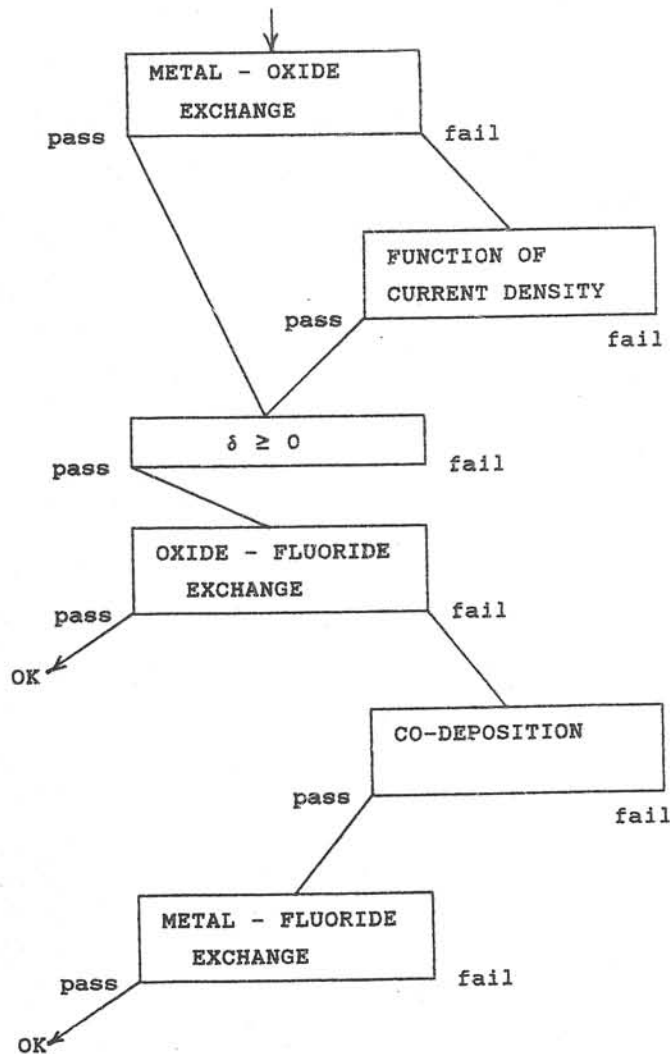 METAL - OXIDE
EXCHANGE
pass
fail
FUNCTION OF
CURRENT DENSITY
pass
fail
δ ≥ 0
pass
fail
OXIDE - FLUORIDE
EXCHANGE
pass
fail
OK
CO-DEPOSITION
pass
fail
METAL - FLUORIDE
EXCHANGE
pass
fail
OK